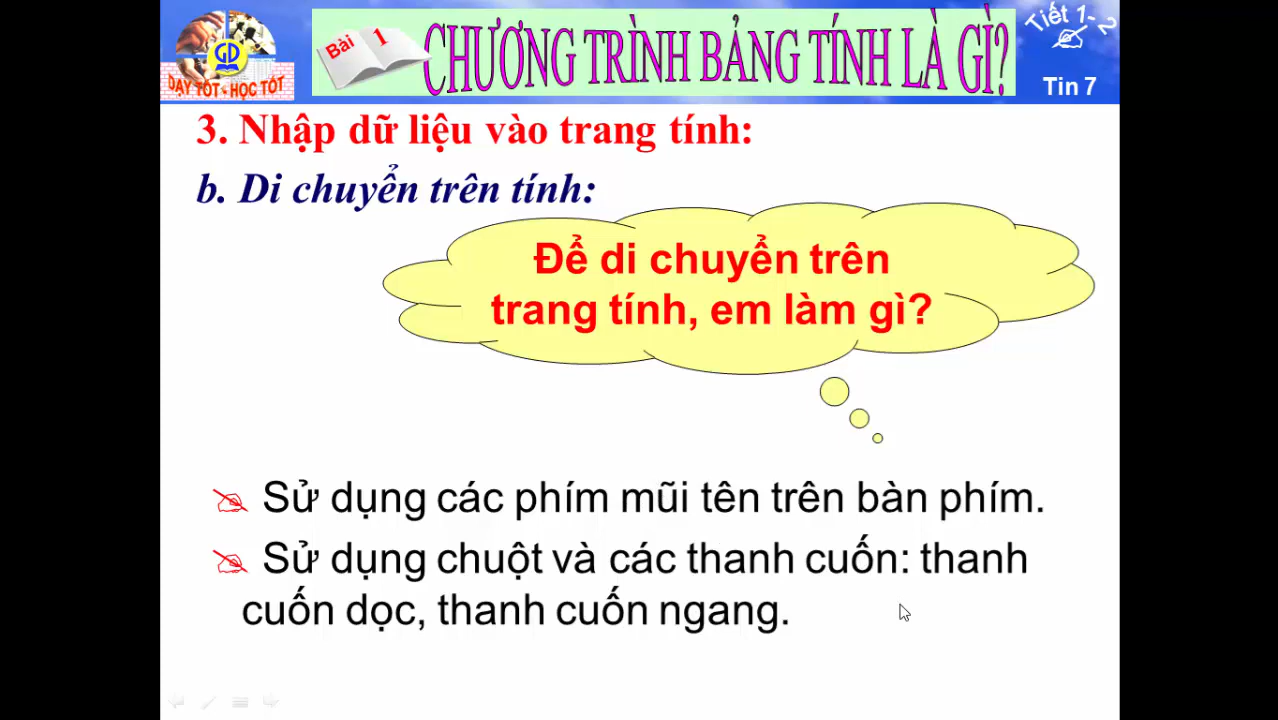 GD
DẠY TỐT - HỌC TỐT
Bài 1
CHƯƠNG TRÌNH BẢNG TÍNH LÀ GÌ?
Tiết 1-2
Tin 7
3. Nhập dữ liệu vào trang tính:
b. Di chuyển trên tính:
Để di chuyển trên
trang tính, em làm gì?
Sử dụng các phím mũi tên trên bàn phím.
Sử dụng chuột và các thanh cuốn: thanh
cuốn dọc, thanh cuốn ngang.